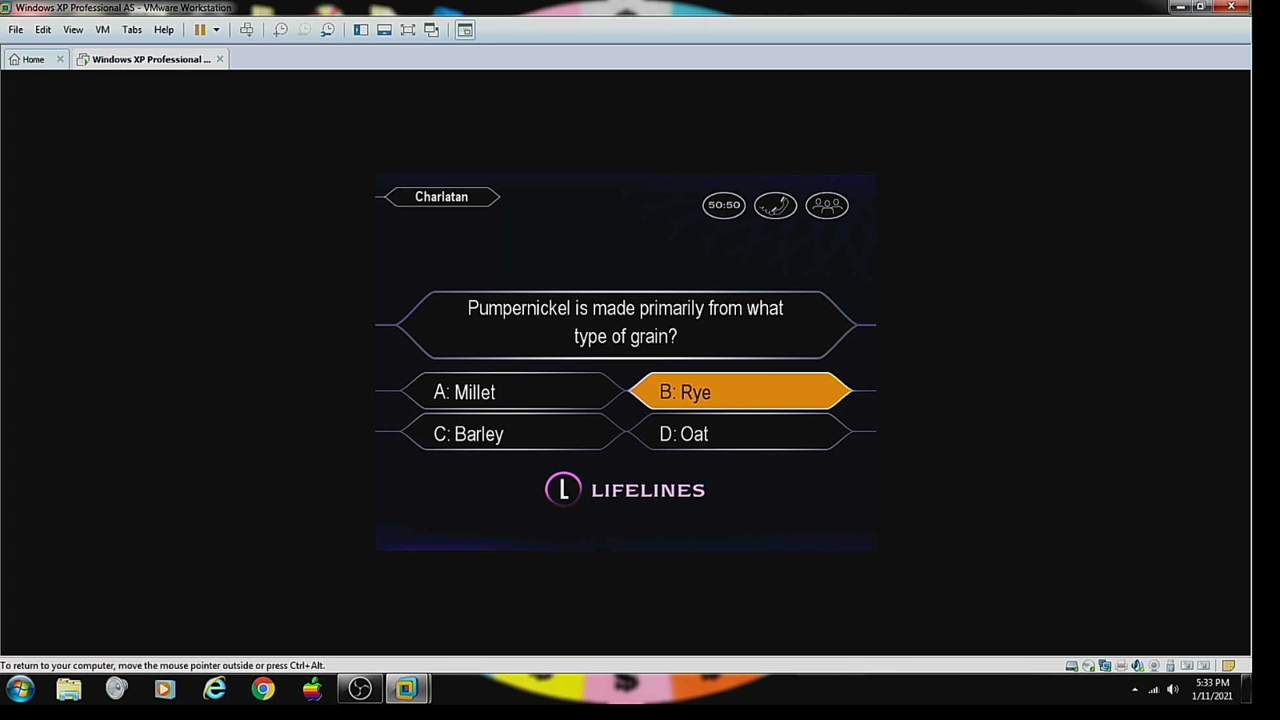 Windows XP Professional AS - VMware Workstation
File Edit View VM Tabs Help
Home
Windows XP Professional ...
Charlatan
50:50
Pumpernickel is made primarily from what
type of grain?
A: Millet
B: Rye
C: Barley
D: Oat
L LIFELINES
To return to your computer, move the mouse pointer outside or press Ctrl+Alt.
5:33 PM
1/11/2021